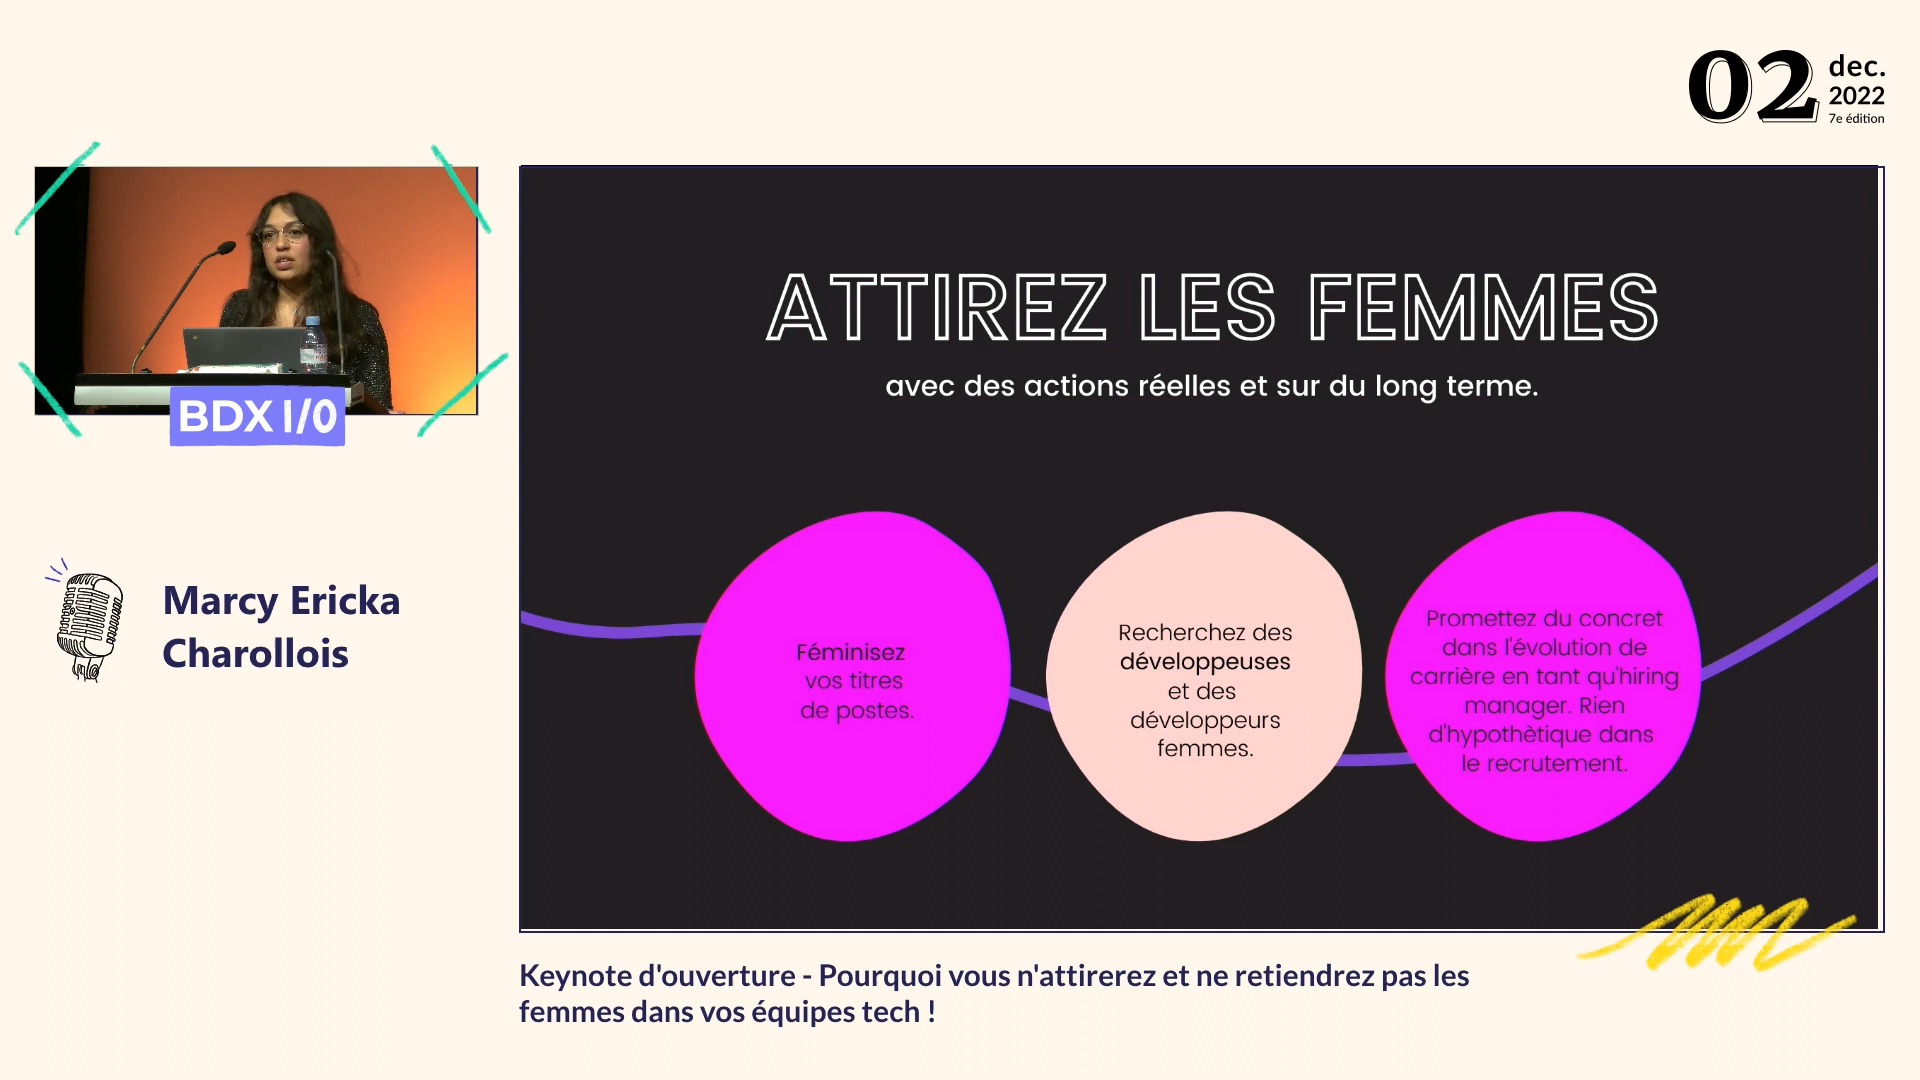 02
dec.
2022
7e édition
BDX I/O
Marcy Ericka
Charollois
ATTIREZ LES FEMMES
avec des actions réelles et sur du long terme.
Féminisez
vos titres
de postes.
Recherchez des
développeuses
et des
développeurs
femmes.
Promettez du concret
dans l'évolution de
carrière en tant qu'hiring
manager. Rien
d'hypothètique dans
le recrutement.
Keynote d'ouverture - Pourquoi vous n'attirerez et ne retiendrez pas les
femmes dans vos équipes tech !